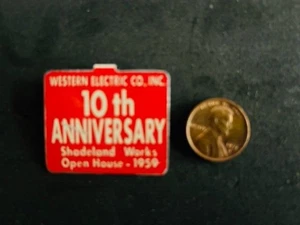 WESTERN ELECTRIC CO., INC.
10th
ANNIVERSARY
Shadeland Works
Open House - 1959